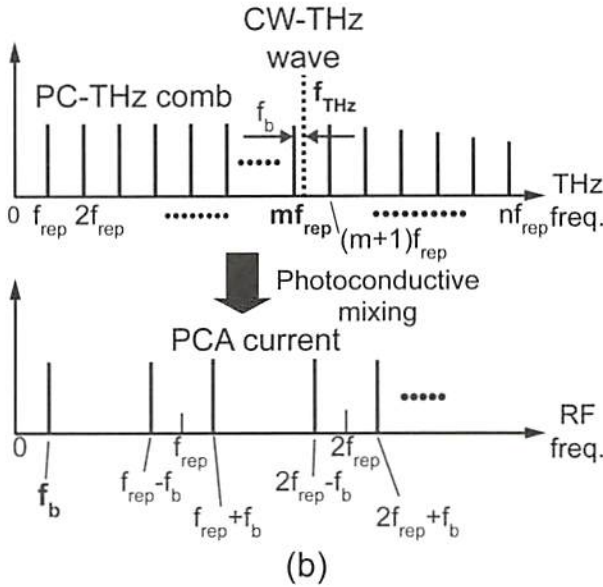 CW-THz
wave
PC-THz comb
f_b
f_THz
0
f_rep
2f_rep
mf_rep
(m+1)f_rep
nf_rep
THz
freq.
Photoconductive
mixing
PCA current
0
f_b
f_rep-f_b
f_rep
f_rep+f_b
2f_rep-f_b
2f_rep
2f_rep+f_b
RF
freq.
(b)